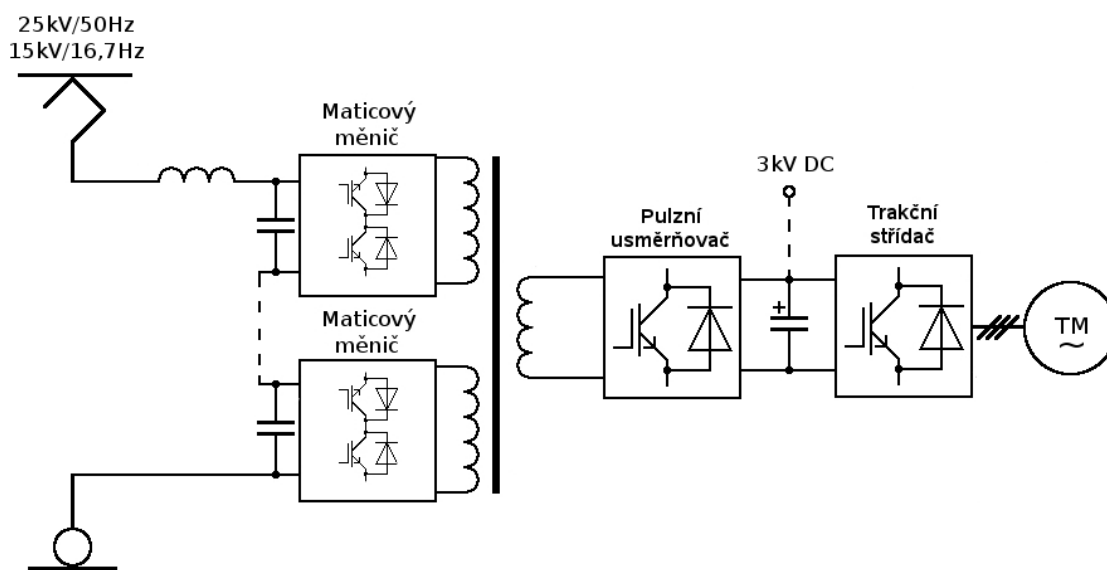 25kV/50Hz
15kV/16,7Hz
Maticový
měnič
Maticový
měnič
3kV DC
Pulzní
usměrňovač
Trakční
střídač
+
TM
~